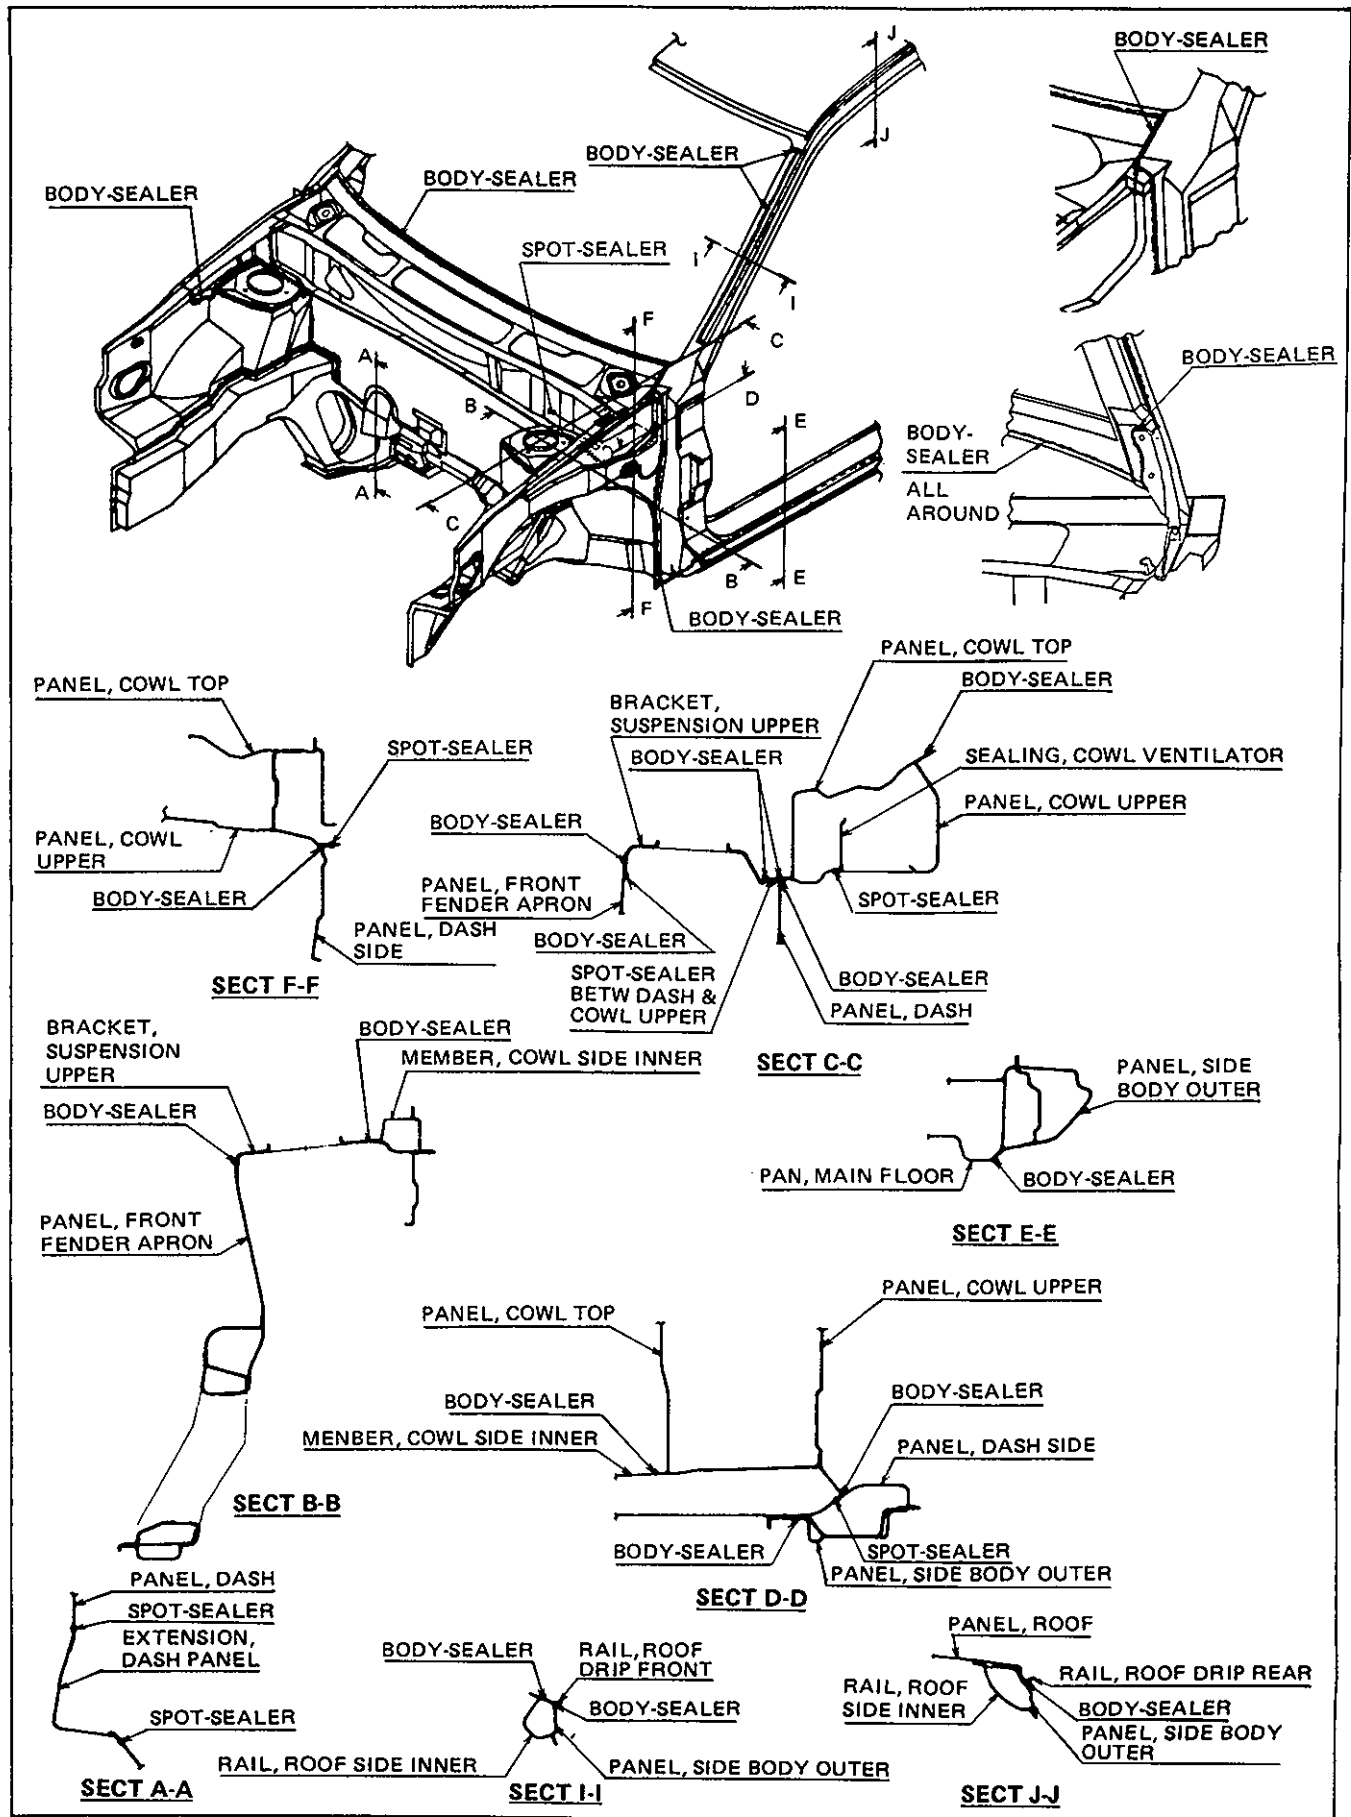 BODY-SEALER
J
J
BODY-SEALER
BODY-SEALER
BODY-SEALER
SPOT-SEALER
I
I
F
C
A
D
B
E
BODY-SEALER
BODY-
SEALER
ALL
AROUND
A
C
B
E
F
BODY-SEALER
PANEL, COWL TOP
SPOT-SEALER
PANEL, COWL
UPPER
BODY-SEALER
PANEL, DASH
SIDE
SECT F-F
PANEL, COWL TOP
BODY-SEALER
BRACKET,
SUSPENSION UPPER
BODY-SEALER
SEALING, COWL VENTILATOR
PANEL, COWL UPPER
BODY-SEALER
PANEL, FRONT
FENDER APRON
SPOT-SEALER
BODY-SEALER
SPOT-SEALER
BETW DASH &
COWL UPPER
BODY-SEALER
PANEL, DASH
SECT C-C
BRACKET,
SUSPENSION
UPPER
BODY-SEALER
MEMBER, COWL SIDE INNER
BODY-SEALER
PANEL, FRONT
FENDER APRON
SECT B-B
PANEL, SIDE
BODY OUTER
PAN, MAIN FLOOR
BODY-SEALER
SECT E-E
PANEL, COWL TOP
PANEL, COWL UPPER
BODY-SEALER
BODY-SEALER
MENBER, COWL SIDE INNER
PANEL, DASH SIDE
BODY-SEALER
SPOT-SEALER
PANEL, SIDE BODY OUTER
SECT D-D
PANEL, DASH
SPOT-SEALER
EXTENSION,
DASH PANEL
SPOT-SEALER
SECT A-A
BODY-SEALER
RAIL, ROOF
DRIP FRONT
BODY-SEALER
RAIL, ROOF SIDE INNER
PANEL, SIDE BODY OUTER
SECT I-I
PANEL, ROOF
RAIL, ROOF DRIP REAR
RAIL, ROOF
SIDE INNER
BODY-SEALER
PANEL, SIDE BODY
OUTER
SECT J-J